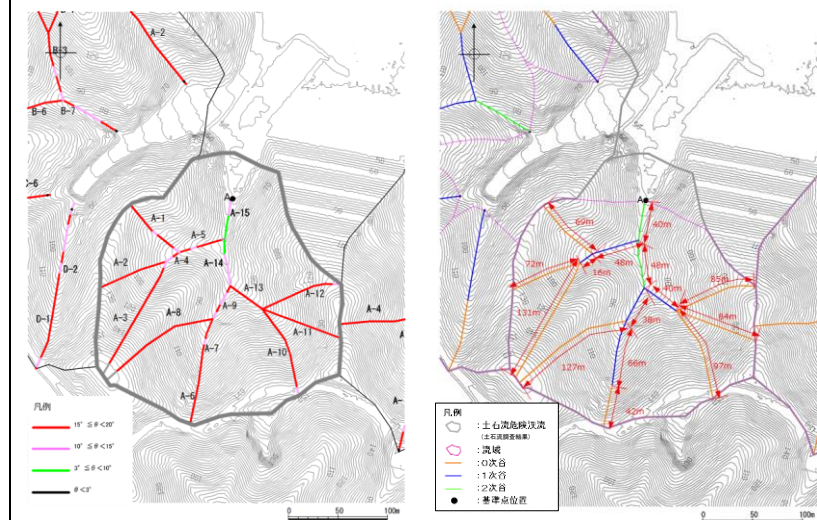 A-2
B-3
B-6
B-7
C-6
A
A-15
A-1
A-5
A-4
A-14
A-2
D-2
A-13
A-12
A-3
A-8
A-9
A-4
D-1
A-7
A-11
A-10
A-6
凡例
15° ≦θ<20°
10° ≦θ<15°
3° ≦θ<10°
θ<3°
0 50 100m
A
69m
40m
72m
48m
48m
16m
40m
85m
131m
38m
84m
127m
66m
97m
42m
凡例
:土石流危険渓流
(土石流調査結果)
:流域
:0次谷
:1次谷
:2次谷
:基準点位置
0 50 100m